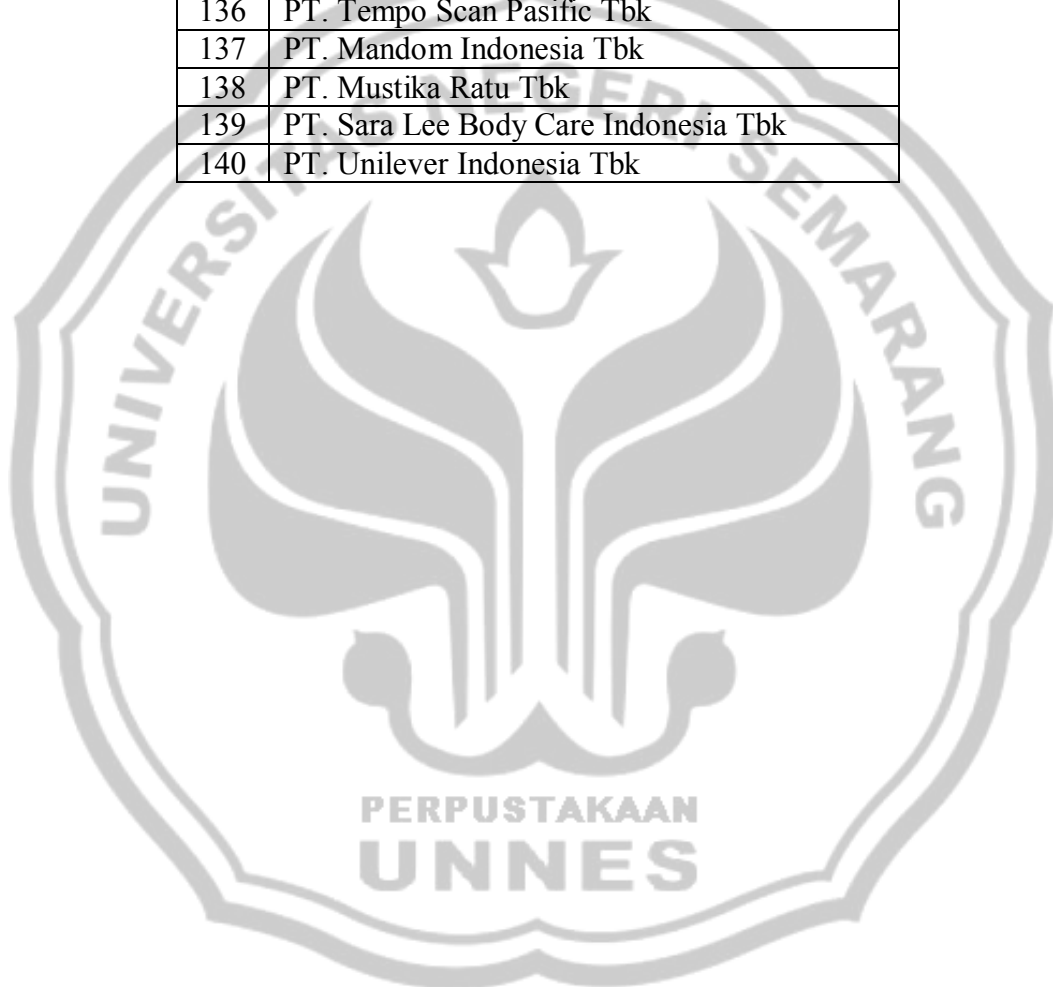 136 PT. Tempo Scan Pasific Tbk
137 PT. Mandom Indonesia Tbk
138 PT. Mustika Ratu Tbk
139 PT. Sara Lee Body Care Indonesia Tbk
140 PT. Unilever Indonesia Tbk
UNIVERSITAS NEGERI SEMARANG
PERPUSTAKAAN
UNNES